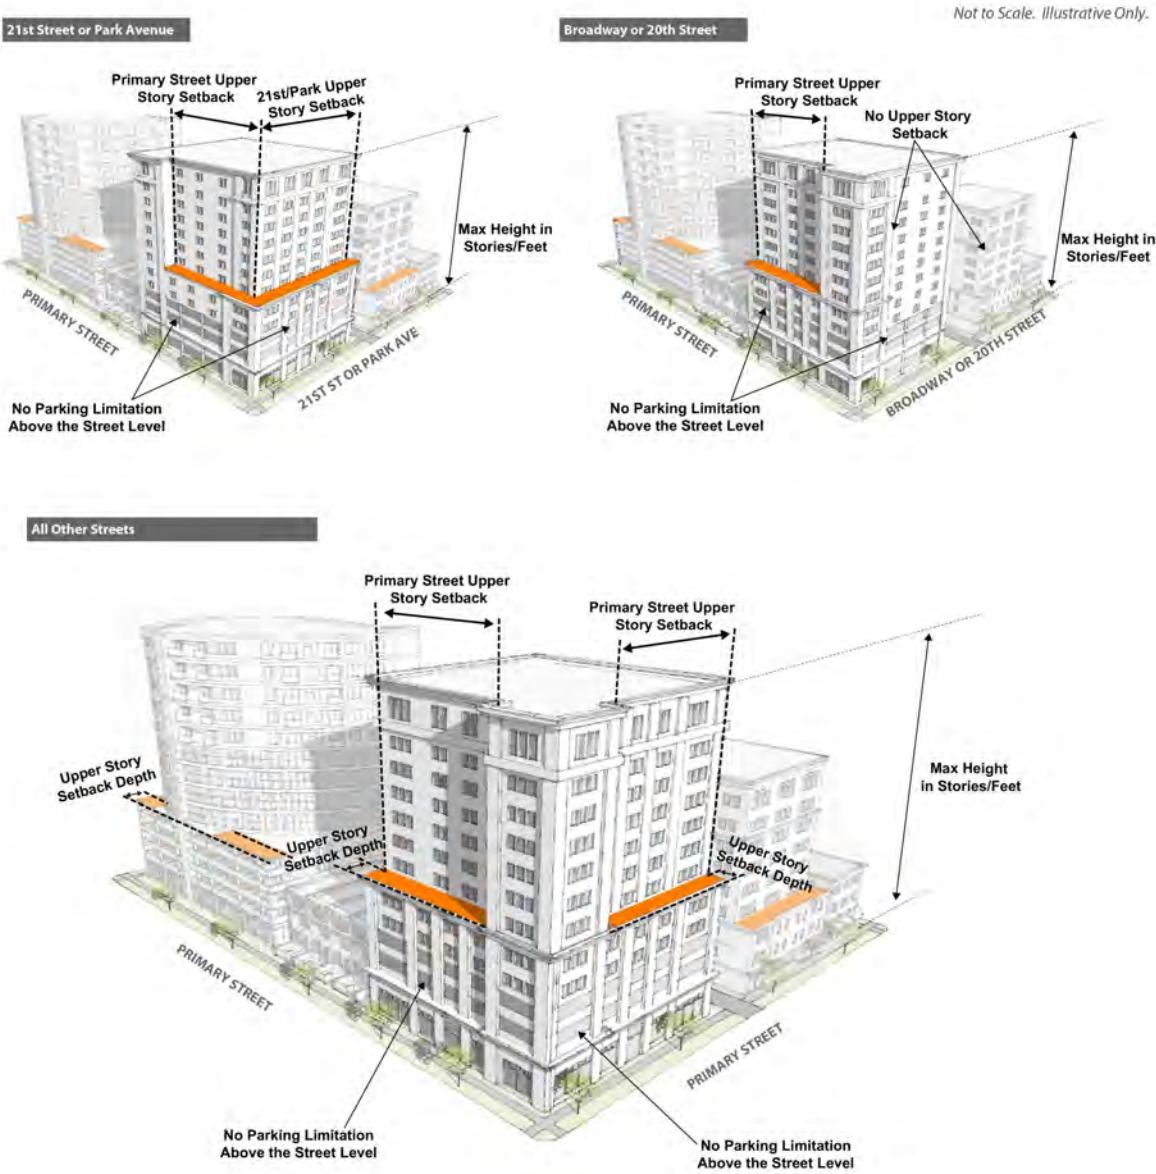 Not to Scale. Illustrative Only.
21st Street or Park Avenue
Primary Street Upper
Story Setback
21st/Park Upper
Story Setback
Max Height in
Stories/Feet
PRIMARY STREET
21ST ST OR PARK AVE
No Parking Limitation
Above the Street Level
Broadway or 20th Street
Primary Street Upper
Story Setback
No Upper Story
Setback
Max Height in
Stories/Feet
PRIMARY STREET
BROADWAY OR 20TH STREET
No Parking Limitation
Above the Street Level
All Other Streets
Primary Street Upper
Story Setback
Primary Street Upper
Story Setback
Upper Story
Setback Depth
Upper Story
Setback Depth
Upper Story
Setback Depth
Max Height
in Stories/Feet
PRIMARY STREET
PRIMARY STREET
No Parking Limitation
Above the Street Level
No Parking Limitation
Above the Street Level